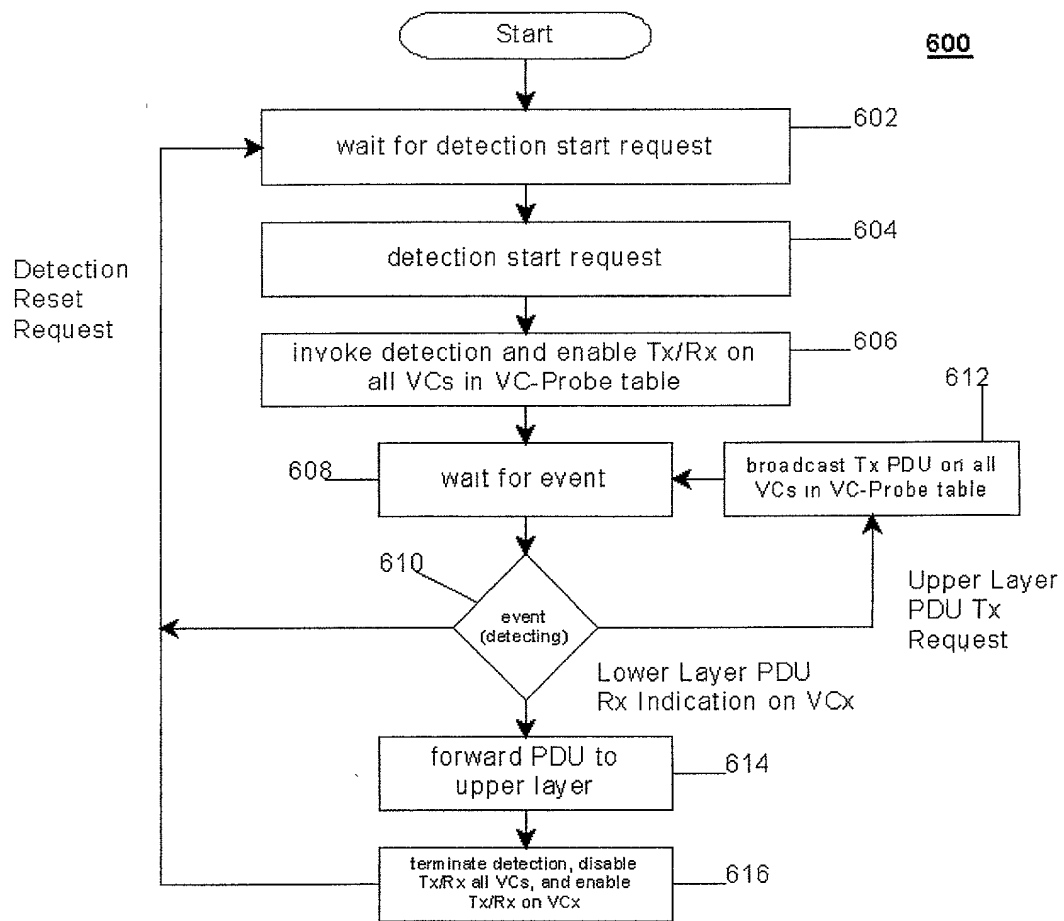 Start
600
602
wait for detection start request
604
detection start request
Detection
Reset
Request
606
invoke detection and enable Tx/Rx on
all VCs in VC-Probe table
612
608
wait for event
broadcast Tx PDU on all
VCs in VC-Probe table
610
event
(detecting)
Upper Layer
PDU Tx
Request
Lower Layer PDU
Rx Indication on VCx
forward PDU to
upper layer
614
terminate detection, disable
Tx/Rx all VCs, and enable
Tx/Rx on VCx
616